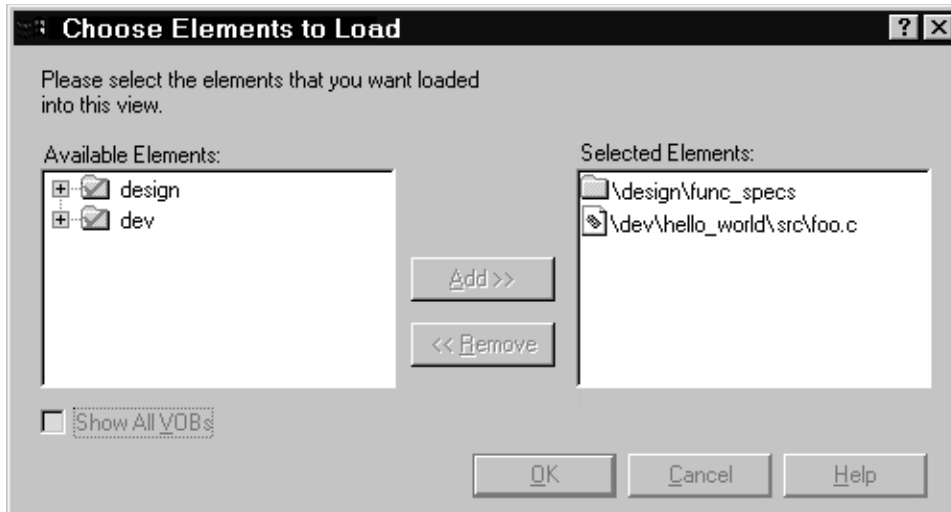 Choose Elements to Load
Please select the elements that you want loaded
into this view.
Available Elements:
design
dev
Add >>
<< Remove
Selected Elements:
\design\func_specs
\dev\hello_world\src\foo.c
Show All VOBs
OK
Cancel
Help